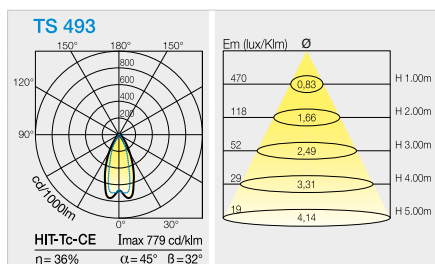 TS 493
150° 180° 150°
120°
90°
800
600
400
200
cd/1000lm
0° 30°
HIT-Tc-CE Imax 779 cd/klm
n= 36% α= 45° ß= 32°
Em (lux/Klm) Ø
470 0,83 H 1.00m
118 1,66 H 2.00m
52 2,49 H 3.00m
29 3,31 H 4.00m
19 4,14 H 5.00m